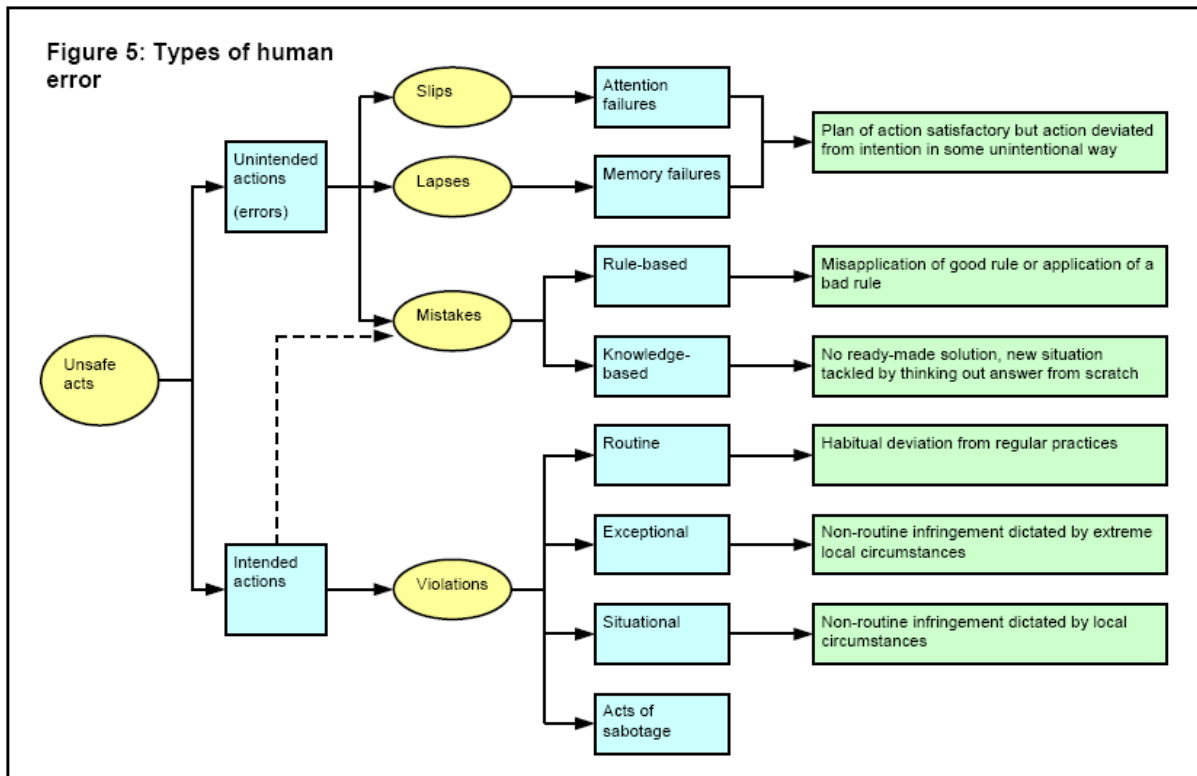 Figure 5: Types of human
error
Slips
Attention
failures
Plan of action satisfactory but action deviated
from intention in some unintentional way
Unintended
actions
(errors)
Lapses
Memory failures
Rule-based
Misapplication of good rule or application of a
bad rule
Mistakes
Unsafe
acts
Knowledge-
based
No ready-made solution, new situation
tackled by thinking out answer from scratch
Routine
Habitual deviation from regular practices
Exceptional
Non-routine infringement dictated by extreme
local circumstances
Intended
actions
Violations
Situational
Non-routine infringement dictated by local
circumstances
Acts of
sabotage